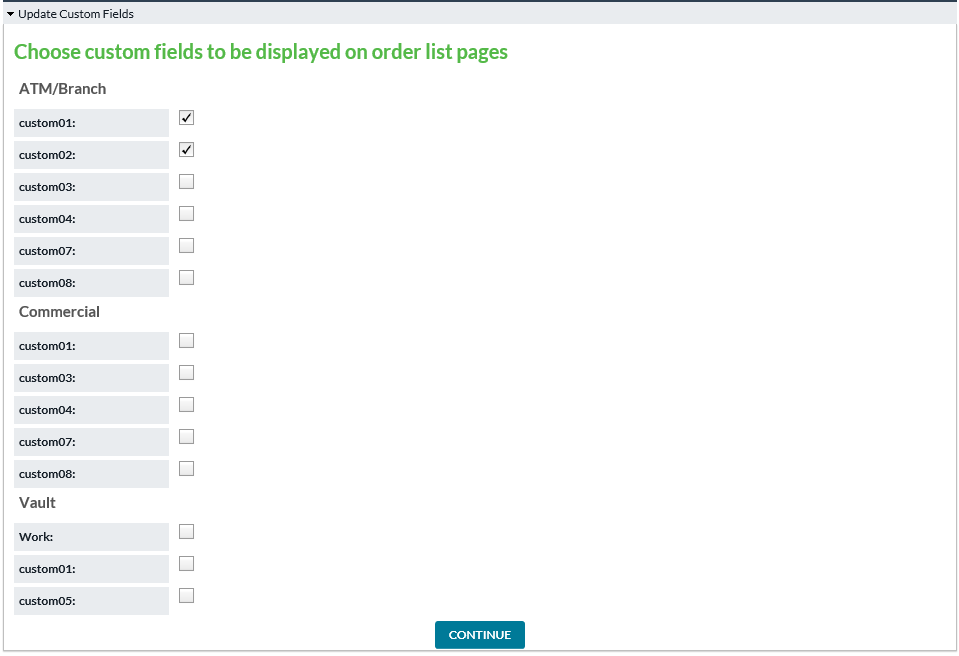 Update Custom Fields
Choose custom fields to be displayed on order list pages
ATM/Branch
custom01:
custom02:
custom03:
custom04:
custom07:
custom08:
Commercial
custom01:
custom03:
custom04:
custom07:
custom08:
Vault
Work:
custom01:
custom05:
CONTINUE